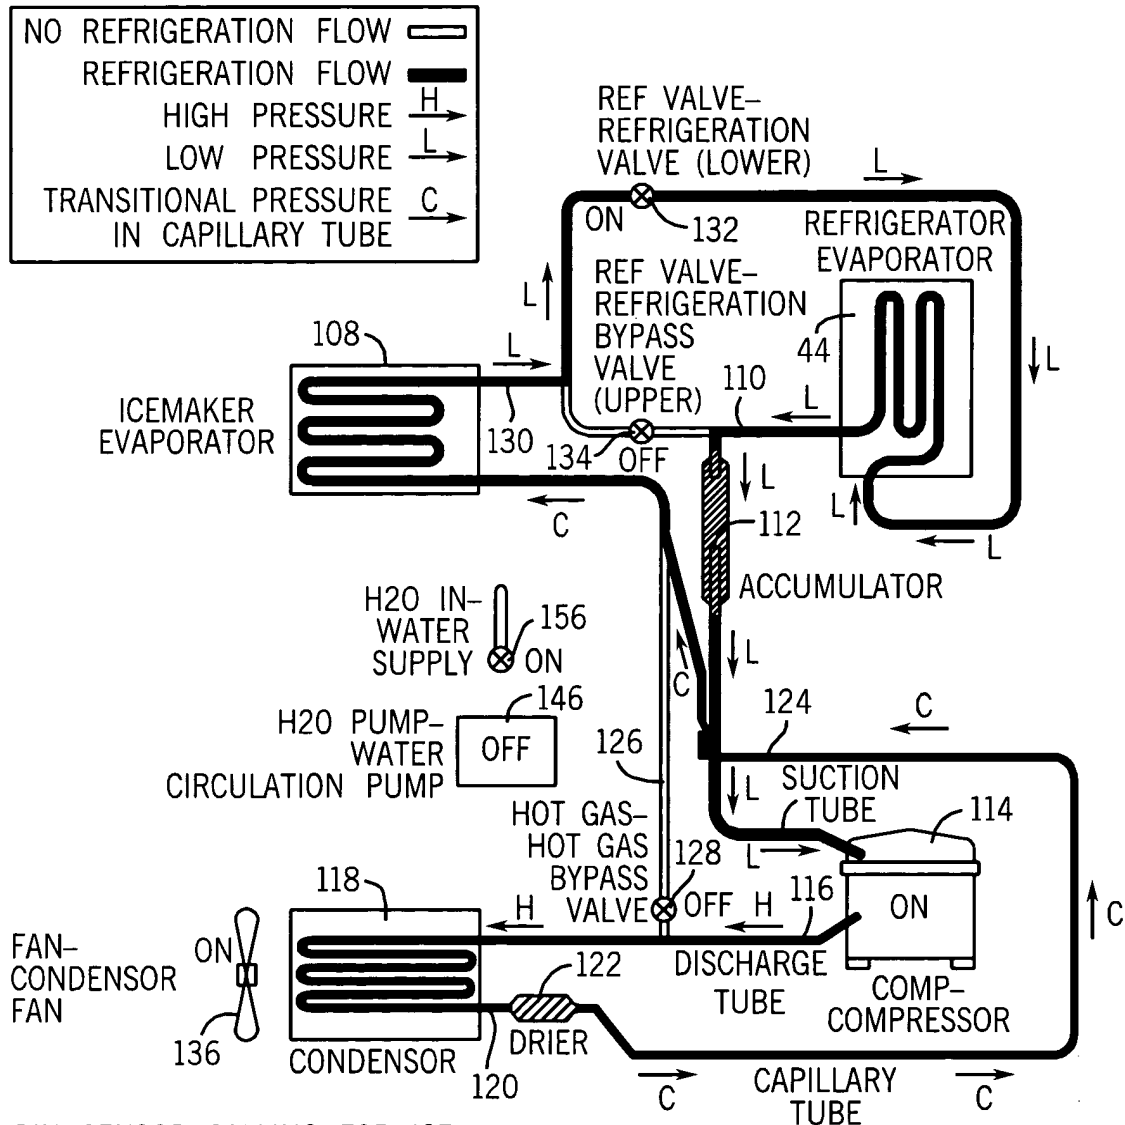 NO REFRIGERATION FLOW
REFRIGERATION FLOW
HIGH PRESSURE H
LOW PRESSURE L
TRANSITIONAL PRESSURE C
IN CAPILLARY TUBE
REF VALVE–
REFRIGERATION
VALVE (LOWER)
L
ON
132
REFRIGERATOR
EVAPORATOR
REF VALVE–
REFRIGERATION
BYPASS
VALVE
(UPPER)
L
44
L
108
L
110
L
ICEMAKER
EVAPORATOR
130
134
OFF
L
L
L
C
112
ACCUMULATOR
H20 IN–
WATER
SUPPLY
156
ON
L
C
146
H20 PUMP–
WATER
CIRCULATION PUMP
OFF
126
124
C
L
SUCTION
TUBE
HOT GAS–
HOT GAS
BYPASS
VALVE
128
OFF
L
114
118
H
H
116
ON
C
FAN–
CONDENSOR
FAN
ON
136
122
DRIER
DISCHARGE
TUBE
COMP–
COMPRESSOR
CONDENSOR
120
C
CAPILLARY
TUBE
C